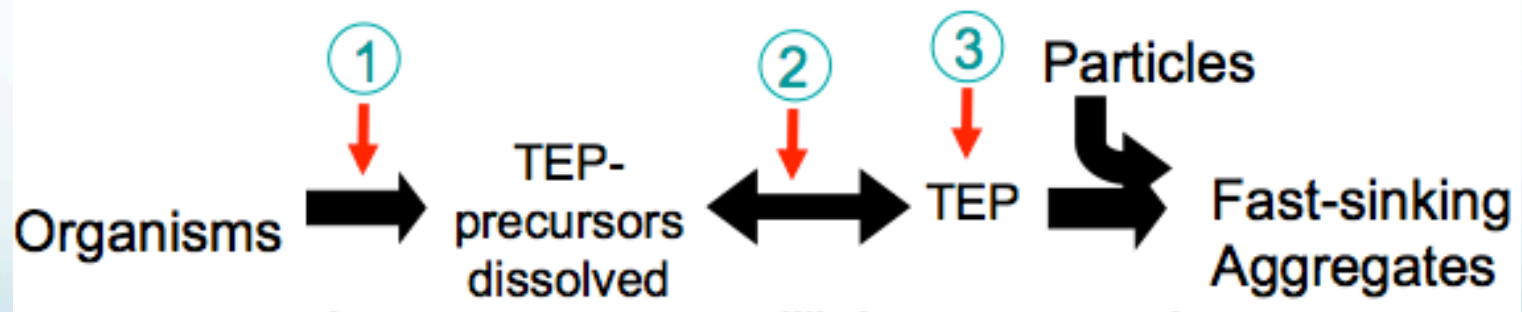 1
2
3
Particles
Organisms
TEP-
precursors
dissolved
TEP
Fast-sinking
Aggregates